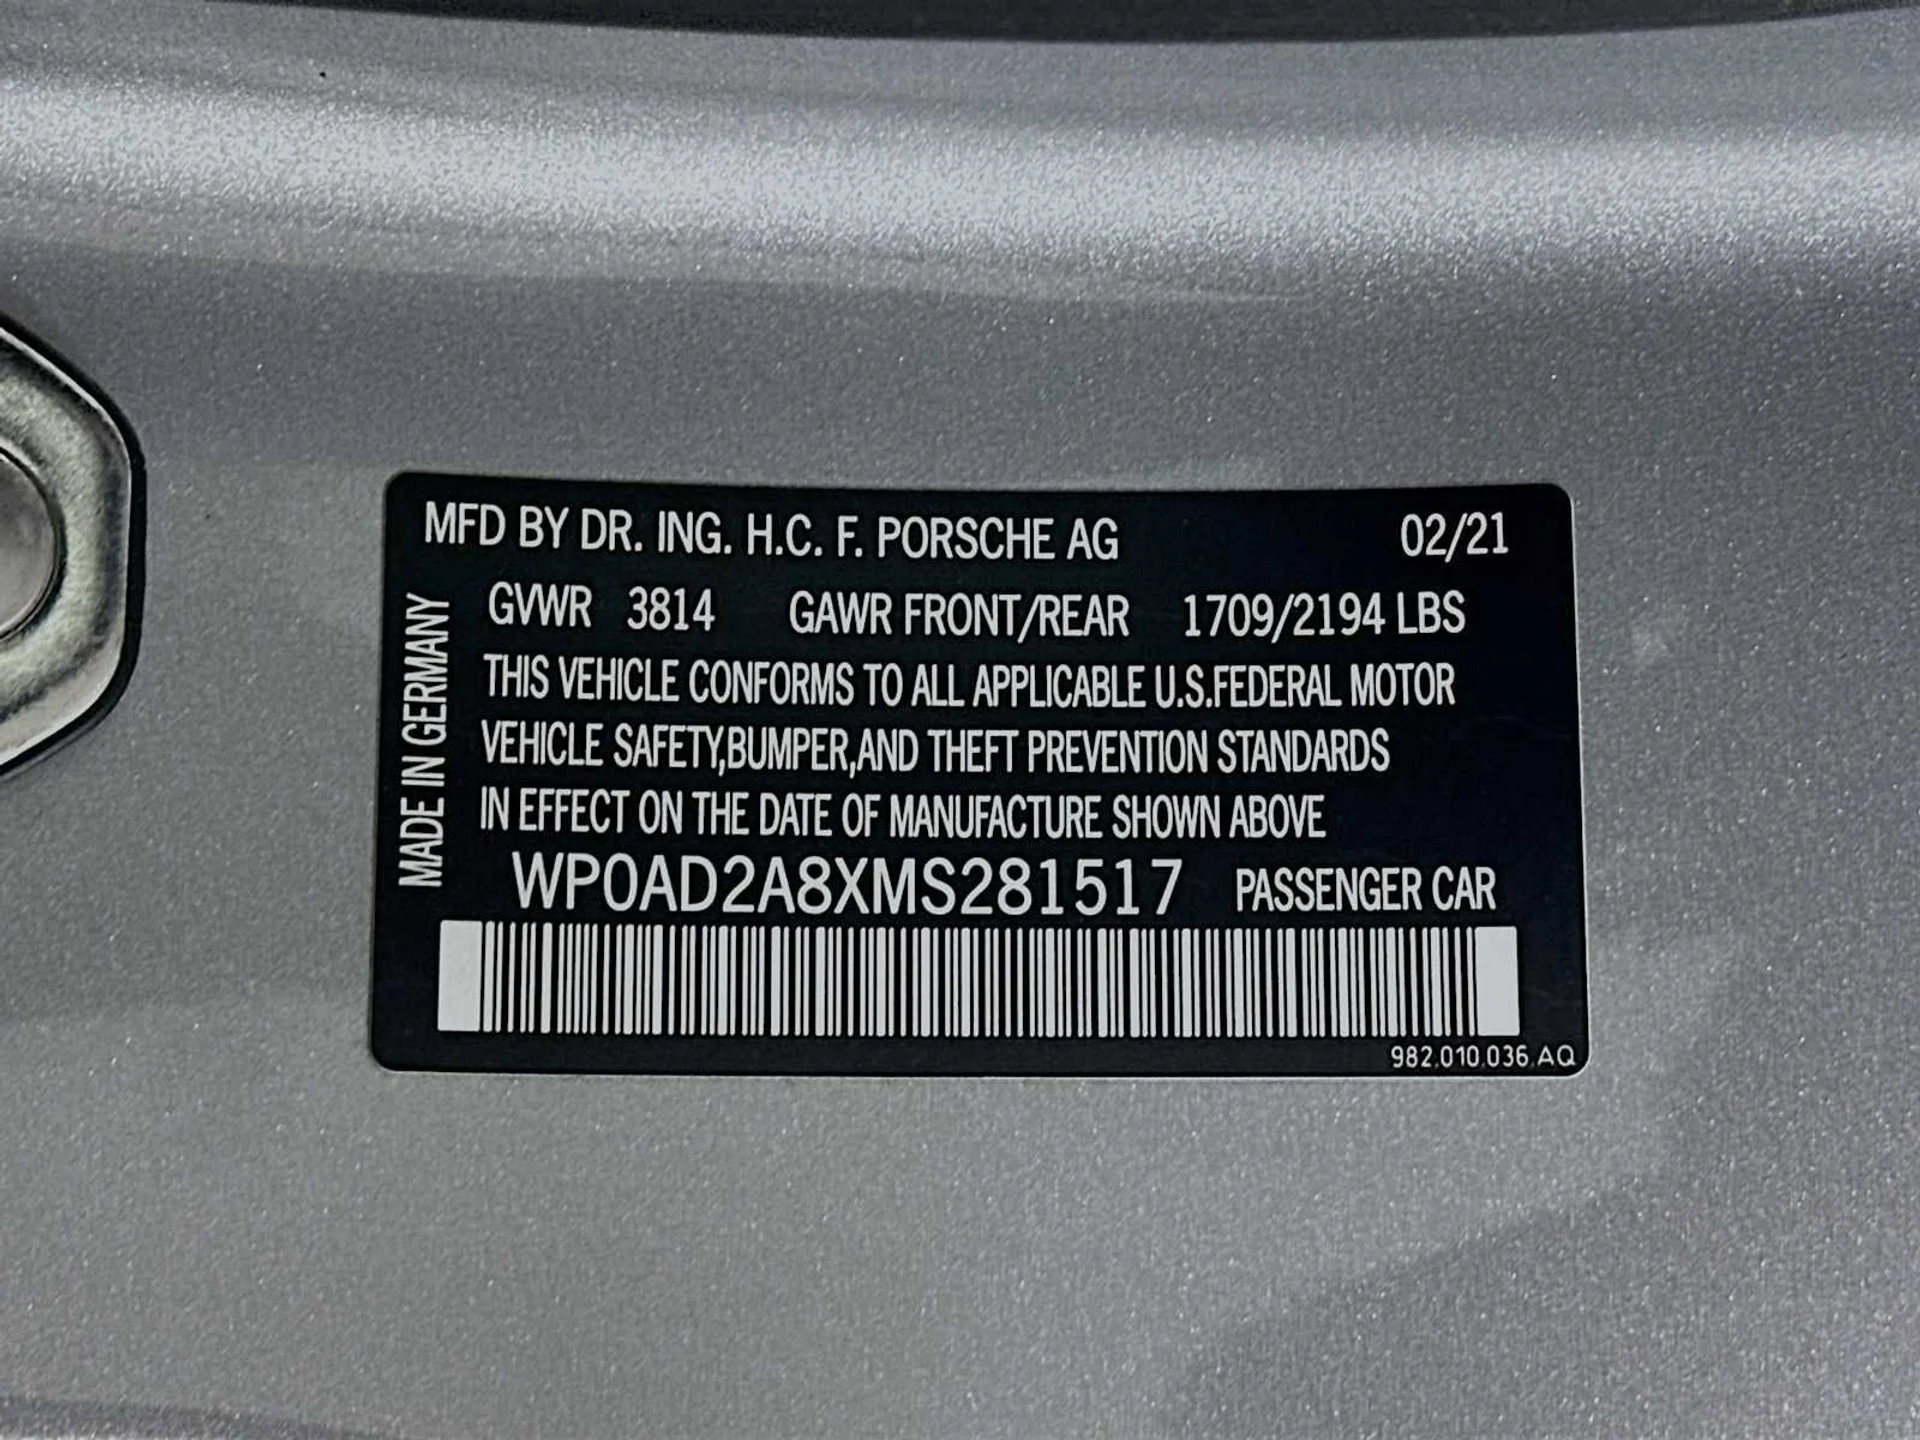 MFD BY DR. ING. H.C. F. PORSCHE AG 02/21
GVWR 3814 GAWR FRONT/REAR 1709/2194 LBS
THIS VEHICLE CONFORMS TO ALL APPLICABLE U.S.FEDERAL MOTOR
VEHICLE SAFETY,BUMPER,AND THEFT PREVENTION STANDARDS
IN EFFECT ON THE DATE OF MANUFACTURE SHOWN ABOVE
WP0AD2A8XMS281517 PASSENGER CAR
MADE IN GERMANY
982.010.036.AQ